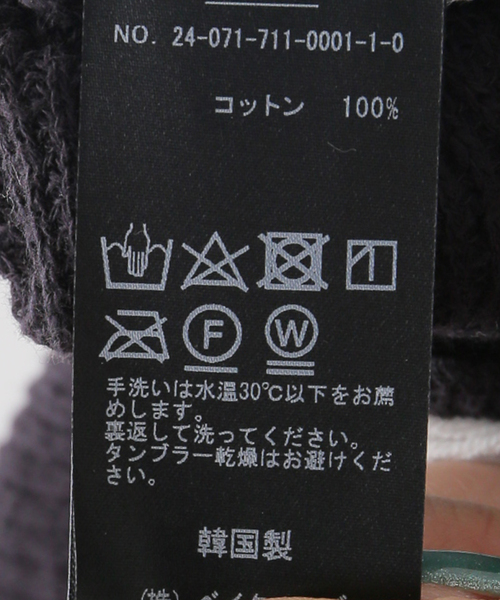 NO. 24-071-711-0001-1-0
コットン 100%
F
W
手洗いは水温30℃以下をお薦
めします。
裏返して洗ってください。
タンブラー乾燥はお避けくだ
さい。
韓国製